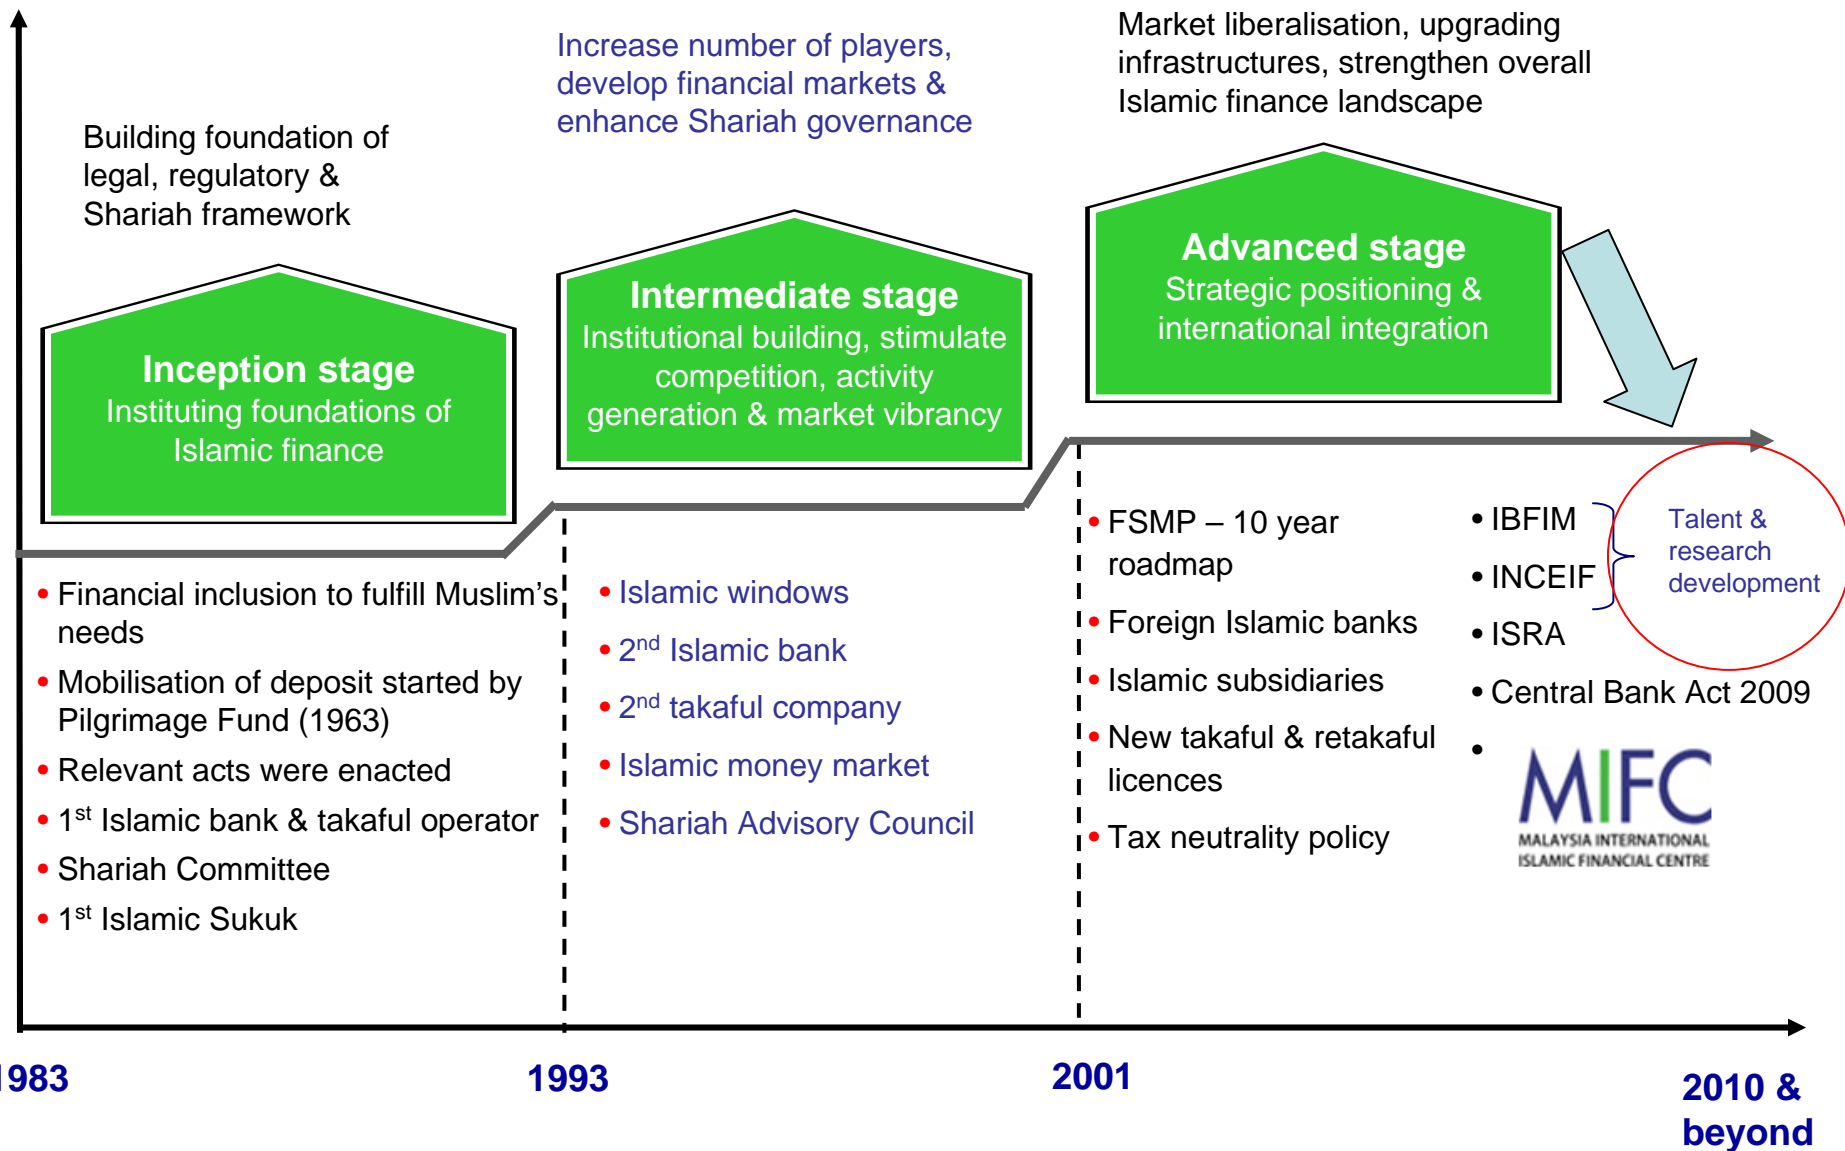 Building foundation of
legal, regulatory &
Shariah framework
Increase number of players,
develop financial markets &
enhance Shariah governance
Market liberalisation, upgrading
infrastructures, strengthen overall
Islamic finance landscape
Inception stage
Instituting foundations of
Islamic finance
Intermediate stage
Institutional building, stimulate
competition, activity
generation & market vibrancy
Advanced stage
Strategic positioning &
international integration
• Financial inclusion to fulfill Muslim's
needs
• Mobilisation of deposit started by
Pilgrimage Fund (1963)
• Relevant acts were enacted
• 1st Islamic bank & takaful operator
• Shariah Committee
• 1st Islamic Sukuk
• Islamic windows
• 2nd Islamic bank
• 2nd takaful company
• Islamic money market
• Shariah Advisory Council
• FSMP – 10 year
roadmap
• Foreign Islamic banks
• Islamic subsidiaries
• New takaful & retakaful
licences
• Tax neutrality policy
• IBFIM
• INCEIF
• ISRA
• Central Bank Act 2009
•
MIFC
MALAYSIA INTERNATIONAL
ISLAMIC FINANCIAL CENTRE
Talent &
research
development
1983
1993
2001
2010 &
beyond